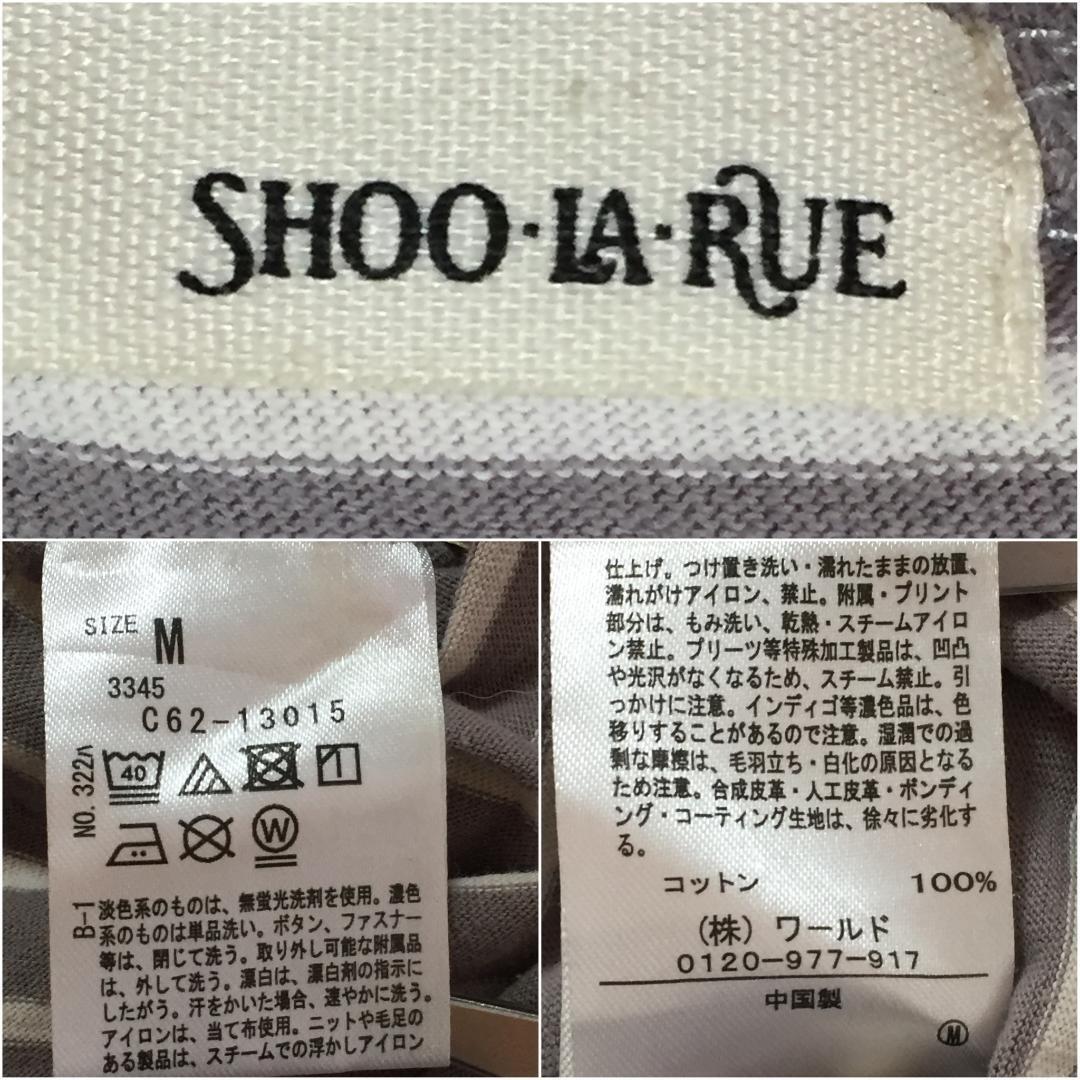 SHOO·LA·RUE
SIZE M
3345
C62-13015
NO. 322
40
W
B-1
淡色系のものは、無蛍光洗剤を使用。濃色
系のものは単品洗い。ボタン、ファスナー
等は、閉じて洗う。取り外し可能な附属品
は、外して洗う。漂白は、漂白剤の指示に
したがう。汗をかいた場合、速やかに洗う。
アイロンは、当て布使用。ニットや毛足の
ある製品は、スチームでの浮かしアイロン
仕上げ。つけ置き洗い・濡れたままの放置、
濡れがけアイロン、禁止。附属・プリント
部分は、もみ洗い、乾熱・スチームアイロ
ン禁止。プリーツ等特殊加工製品は、凹凸
や光沢がなくなるため、スチーム禁止。引
っかけに注意。インディゴ等濃色品は、色
移りすることがあるので注意。湿潤での過
剰な摩擦は、毛羽立ち・白化の原因となる
ため注意。合成皮革・人工皮革・ボンディ
ング・コーティング生地は、徐々に劣化す
る。
コットン 100%
(株) ワールド
0120-977-917
中国製
M